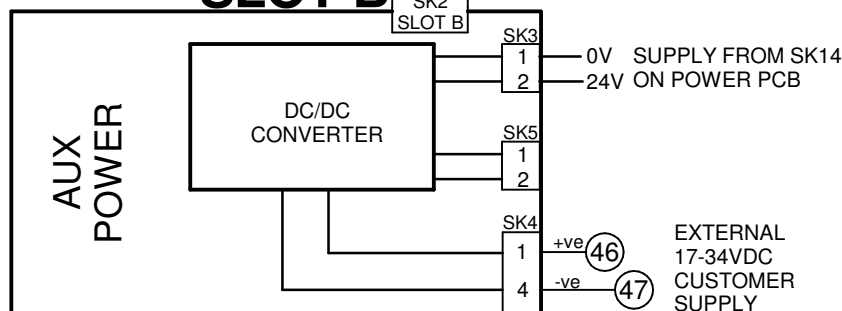 SLOT B
SK2
SLOT B
AUX
POWER
DC/DC
CONVERTER
SK3
1
2
0V SUPPLY FROM SK14
24V ON POWER PCB
SK5
1
2
SK4
1
4
+ve 46
-ve 47
EXTERNAL
17-34VDC
CUSTOMER
SUPPLY